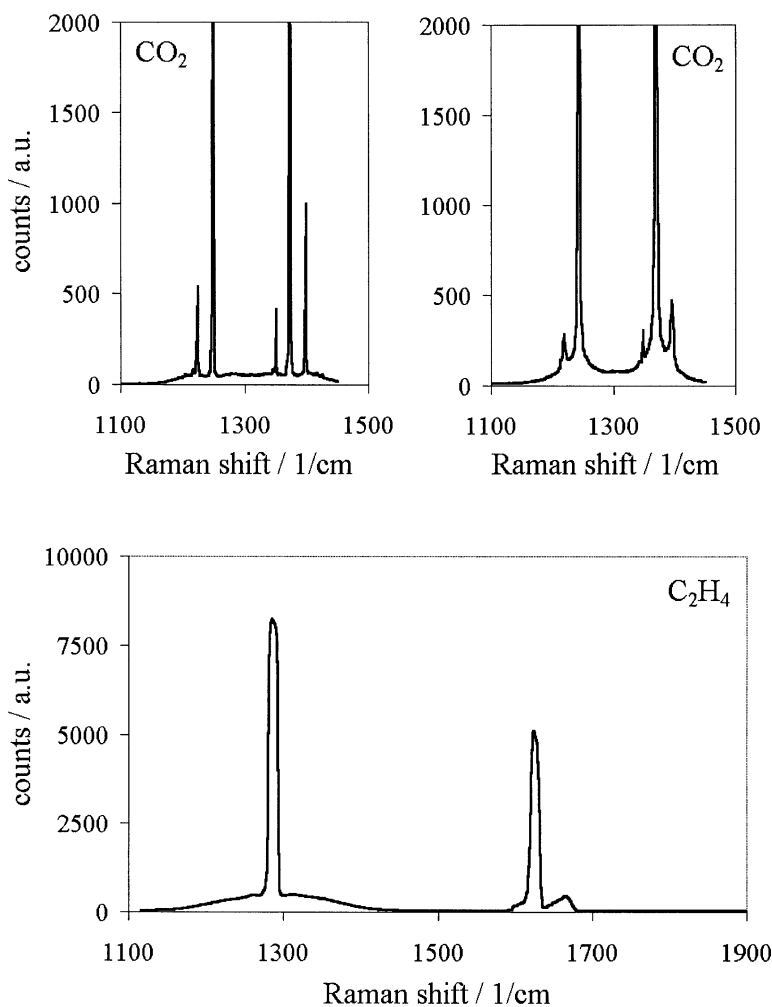 2000
CO2
1500
1000
500
0
counts / a.u.
1100 1300 1500
Raman shift / 1/cm
2000
CO2
1500
1000
500
0
1100 1300 1500
Raman shift / 1/cm
10000
C2H4
7500
5000
2500
0
counts / a.u.
1100 1300 1500 1700 1900
Raman shift / 1/cm